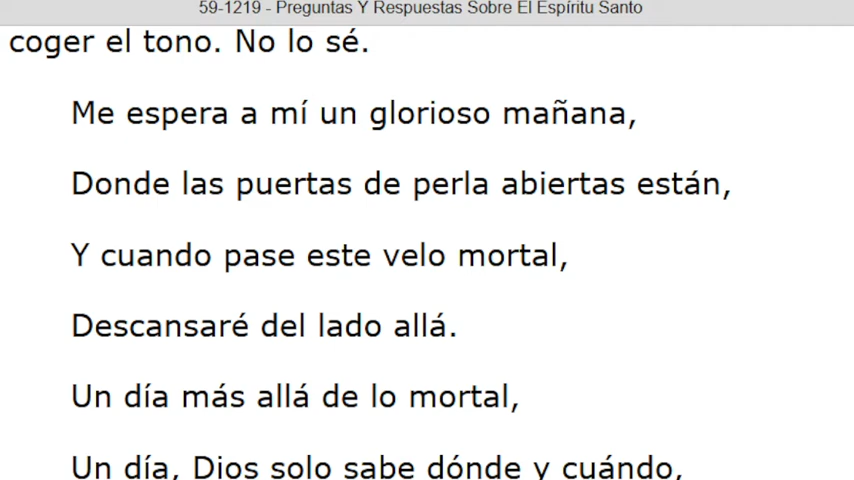 59-1219 - Preguntas Y Respuestas Sobre El Espíritu Santo
coger el tono. No lo sé.
Me espera a mí un glorioso mañana,
Donde las puertas de perla abiertas están,
Y cuando pase este velo mortal,
Descansaré del lado allá.
Un día más allá de lo mortal,
Un día, Dios solo sabe dónde y cuándo,